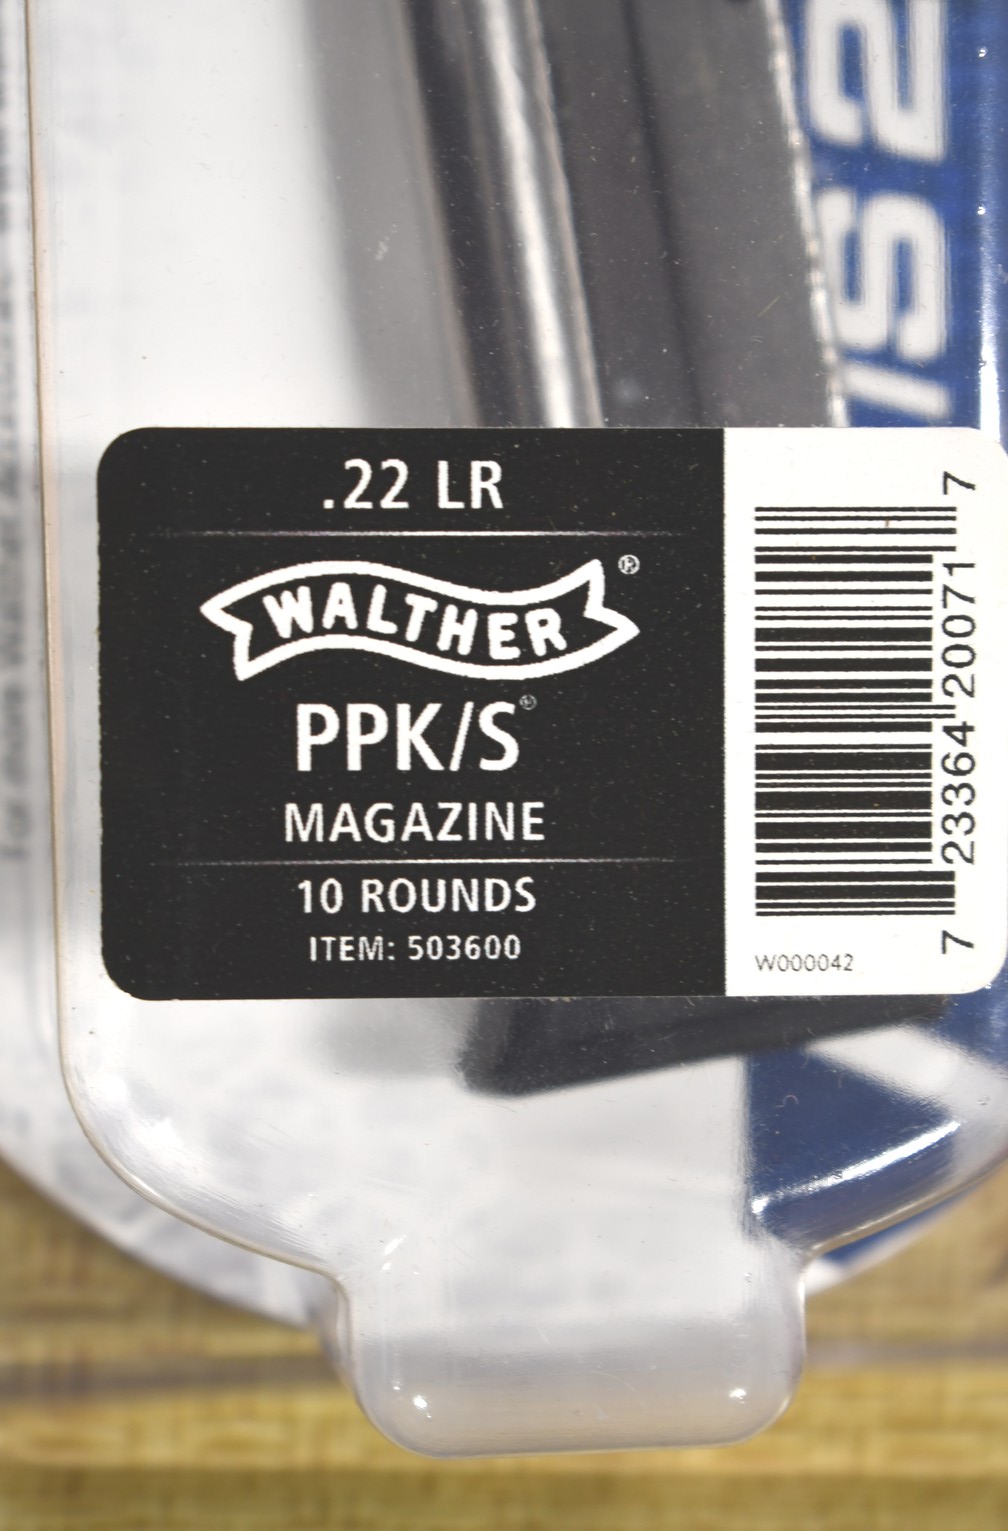 .22 LR
WALTHER®
PPK/S®
MAGAZINE
10 ROUNDS
ITEM: 503600
7 23364 20071 7
W000042